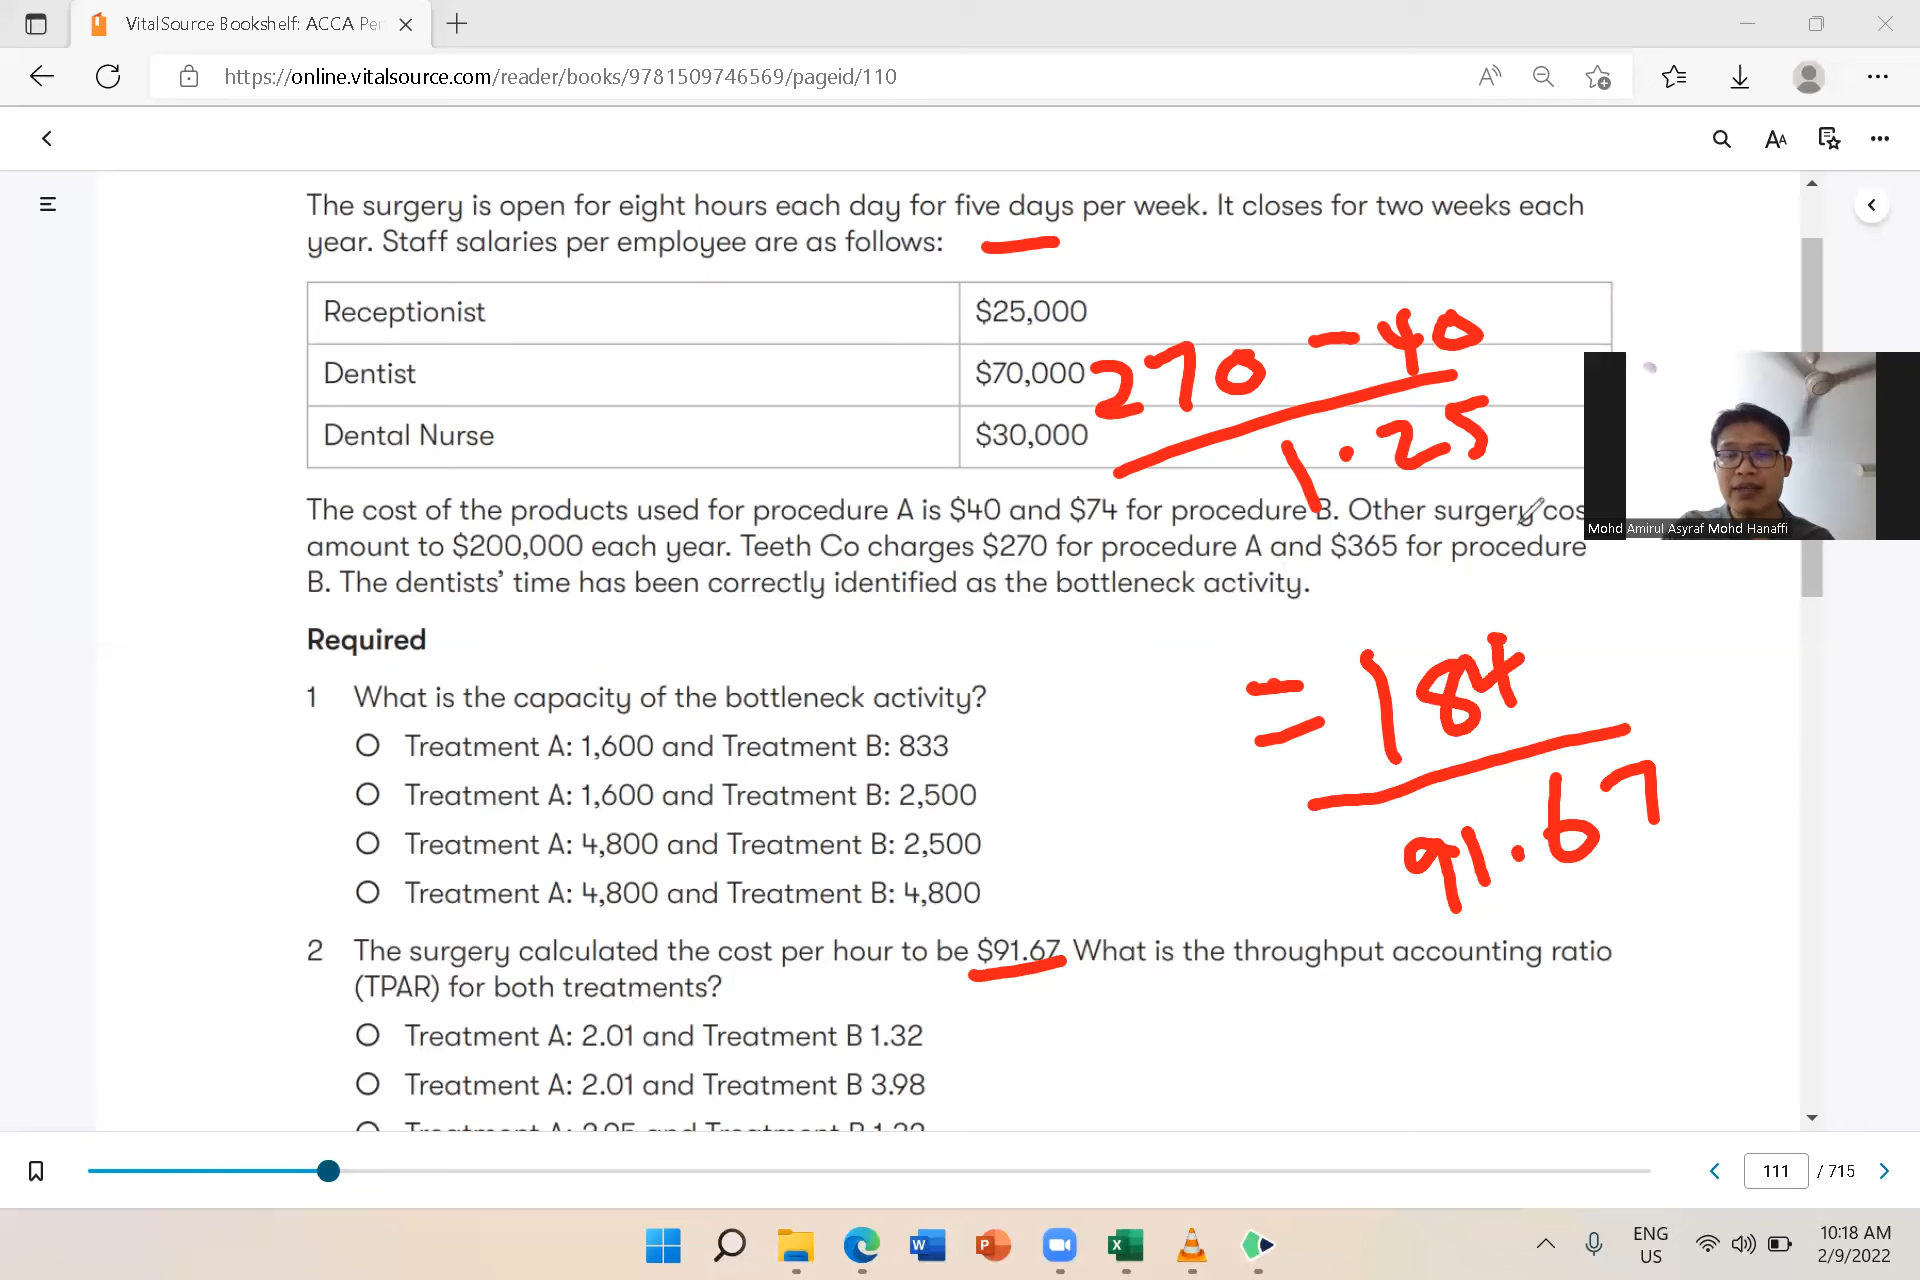 VitalSource Bookshelf: ACCA Per
https://online.vitalsource.com/reader/books/9781509746569/pageid/110
The surgery is open for eight hours each day for five days per week. It closes for two weeks each
year. Staff salaries per employee are as follows:
Receptionist $25,000
Dentist $70,000
Dental Nurse $30,000
270 - 40
1.25
The cost of the products used for procedure A is $40 and $74 for procedure B. Other surgery cos
amount to $200,000 each year. Teeth Co charges $270 for procedure A and $365 for procedure
B. The dentists' time has been correctly identified as the bottleneck activity.
Mohd Amirul Asyraf Mohd Hanaffi
Required
1 What is the capacity of the bottleneck activity?
Treatment A: 1,600 and Treatment B: 833
Treatment A: 1,600 and Treatment B: 2,500
Treatment A: 4,800 and Treatment B: 2,500
Treatment A: 4,800 and Treatment B: 4,800
= 184
91.67
2 The surgery calculated the cost per hour to be $91.67. What is the throughput accounting ratio
(TPAR) for both treatments?
Treatment A: 2.01 and Treatment B 1.32
Treatment A: 2.01 and Treatment B 3.98
111 / 715
ENG
US
10:18 AM
2/9/2022